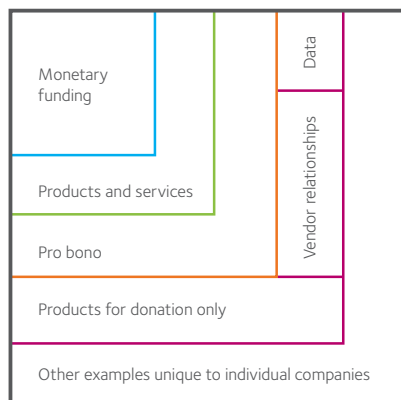 Monetary
funding
Data
Vendor relationships
Products and services
Pro bono
Products for donation only
Other examples unique to individual companies